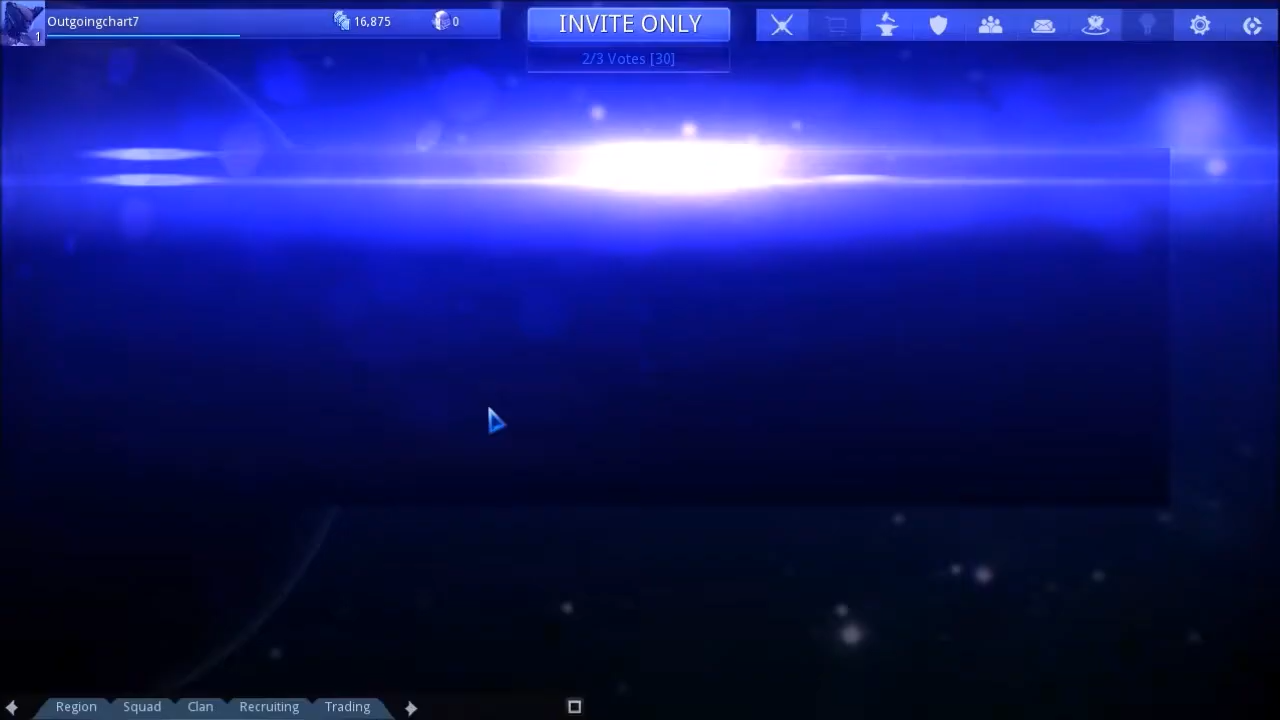 Outgoingchart7
16,875
0
1
INVITE ONLY
2/3 Votes [30]
Region
Squad
Clan
Recruiting
Trading